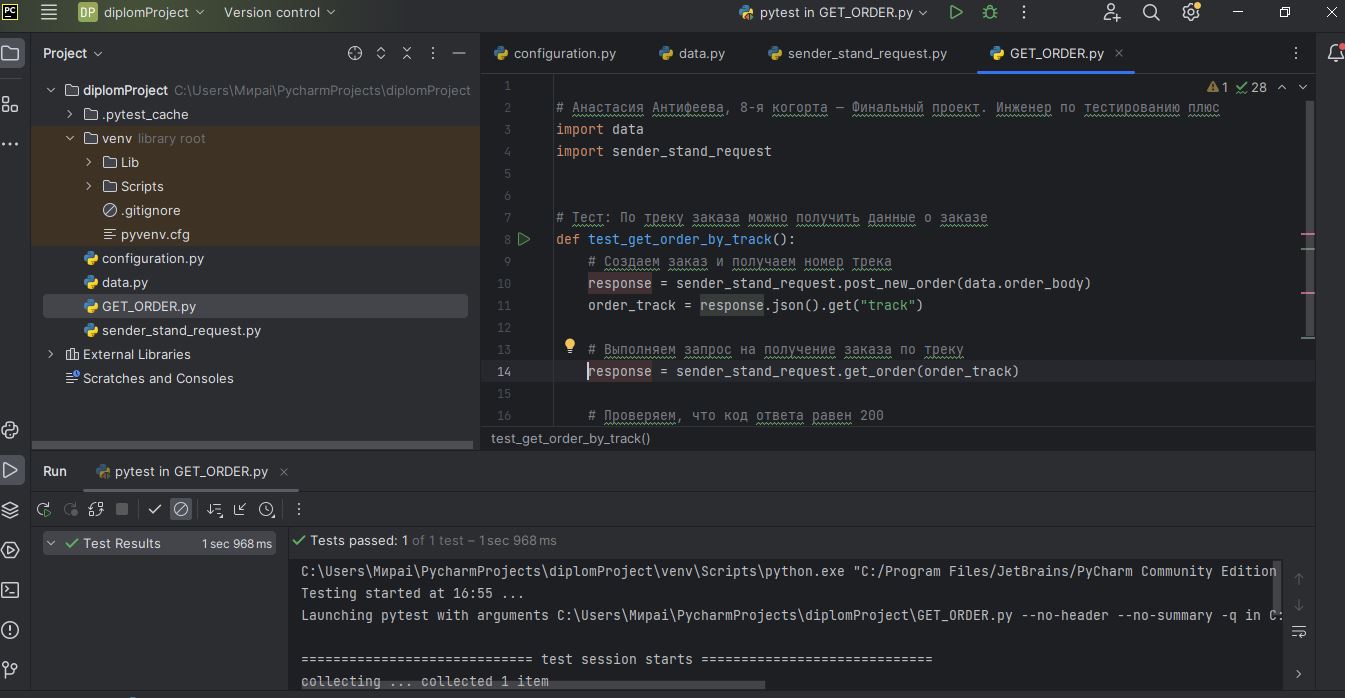 PC
DP diplomProject
Version control
pytest in GET_ORDER.py
Project
configuration.py
data.py
sender_stand_request.py
GET_ORDER.py
diplomProject C:\Users\Мираi\PycharmProjects\diplomProject
.pytest_cache
venv library root
Lib
Scripts
.gitignore
pyvenv.cfg
configuration.py
data.py
GET_ORDER.py
sender_stand_request.py
External Libraries
Scratches and Consoles
1 28
1
2 # Анастасия Антифеева, 8-я когорта — Финальный проект. Инженер по тестированию плюс
3 import data
4 import sender_stand_request
5
6
7 # Тест: По треку заказа можно получить данные о заказе
8 def test_get_order_by_track():
9 # Создаем заказ и получаем номер трека
10 response = sender_stand_request.post_new_order(data.order_body)
11 order_track = response.json().get("track")
12
13 # Выполняем запрос на получение заказа по треку
14 response = sender_stand_request.get_order(order_track)
15
16 # Проверяем, что код ответа равен 200
test_get_order_by_track()
Run
pytest in GET_ORDER.py
Test Results 1 sec 968 ms
Tests passed: 1 of 1 test – 1 sec 968 ms
C:\Users\Мираi\PycharmProjects\diplomProject\venv\Scripts\python.exe "C:/Program Files/JetBrains/PyCharm Community Edition
Testing started at 16:55 ...
Launching pytest with arguments C:\Users\Мираi\PycharmProjects\diplomProject\GET_ORDER.py --no-header --no-summary -q in C:
============================= test session starts =============================
collecting ... collected 1 item